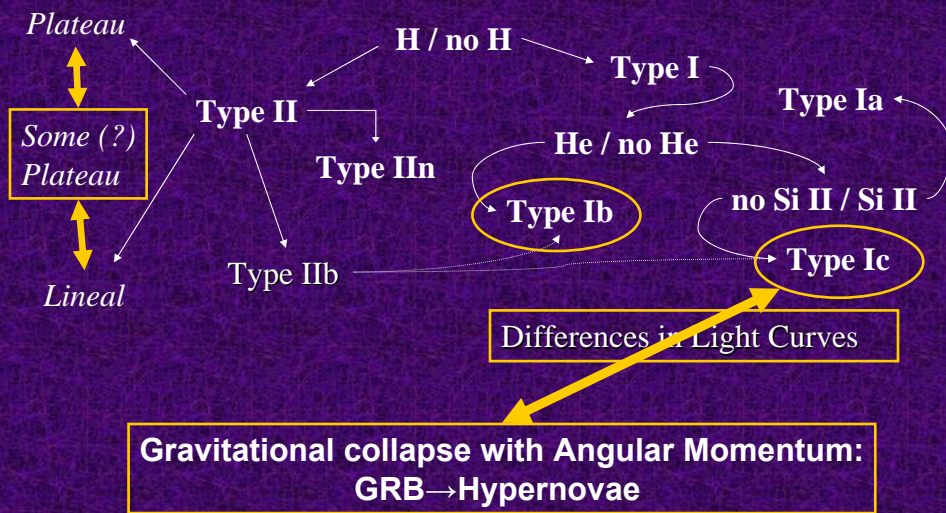 Plateau
H / no H
Type I
Type Ia
Type II
Some (?)
Plateau
Type IIn
He / no He
Type Ib
no Si II / Si II
Type Ic
Type IIb
Lineal
Differences in Light Curves
Gravitational collapse with Angular Momentum:
GRB→Hypernovae